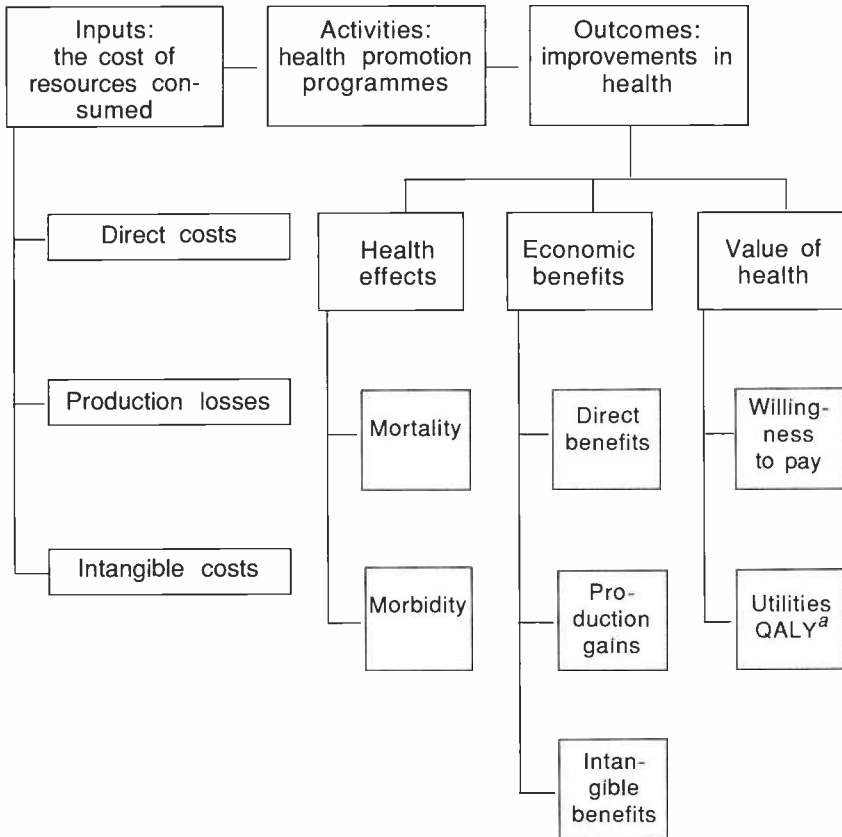 Inputs:
the cost of
resources con-
sumed
Activities:
health promotion
programmes
Outcomes:
improvements in
health
Direct costs
Production losses
Intangible costs
Health
effects
Mortality
Morbidity
Economic
benefits
Direct
benefits
Pro-
duction
gains
Intan-
gible
benefits
Value of
health
Willing-
ness
to pay
Utilities
QALYa